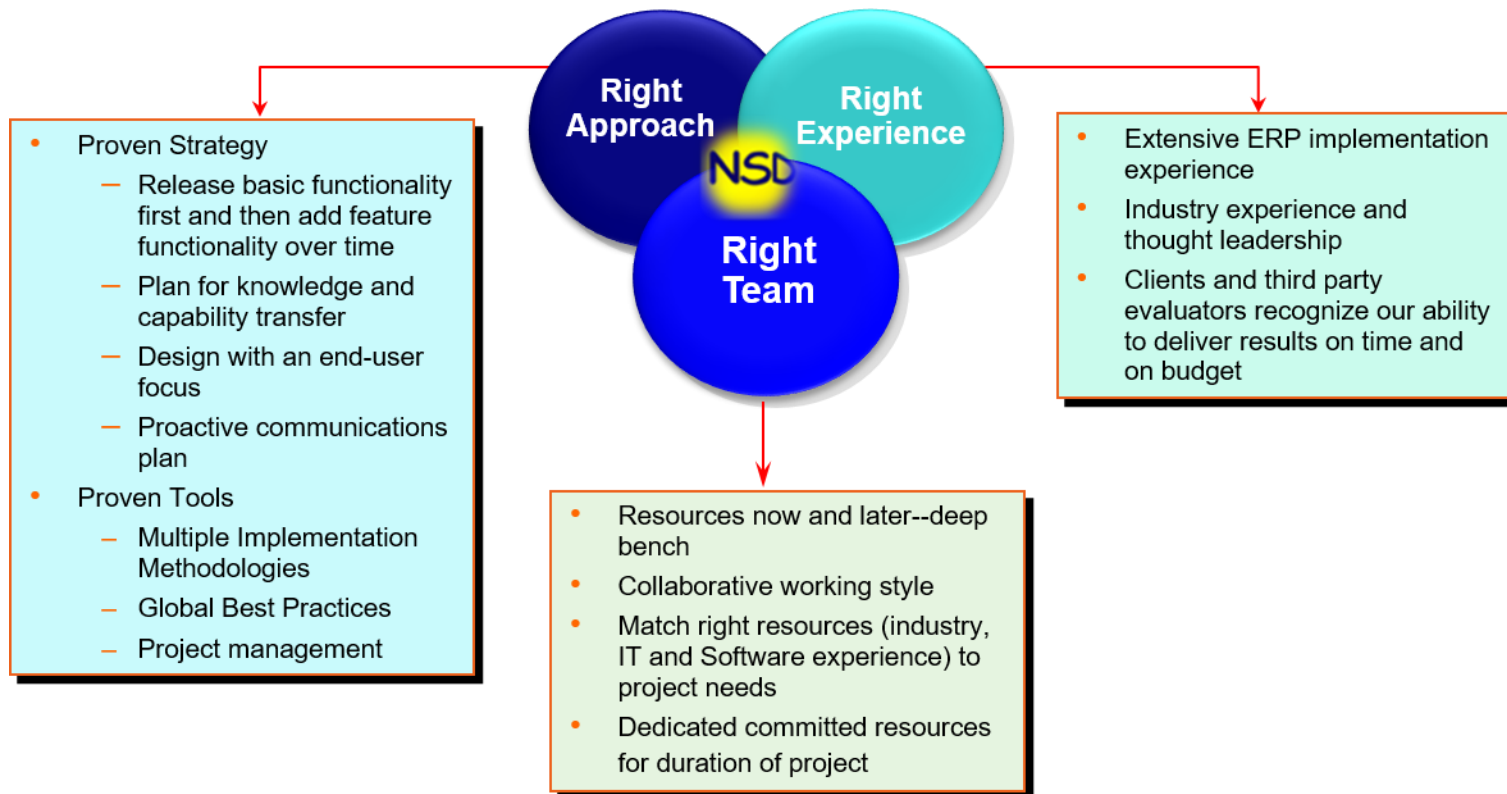 Right
Approach
Right
Experience
NSD
Right
Team
• Proven Strategy
– Release basic functionality
first and then add feature
functionality over time
– Plan for knowledge and
capability transfer
– Design with an end-user
focus
– Proactive communications
plan
• Proven Tools
– Multiple Implementation
Methodologies
– Global Best Practices
– Project management
• Resources now and later--deep
bench
• Collaborative working style
• Match right resources (industry,
IT and Software experience) to
project needs
• Dedicated committed resources
for duration of project
• Extensive ERP implementation
experience
• Industry experience and
thought leadership
• Clients and third party
evaluators recognize our ability
to deliver results on time and
on budget